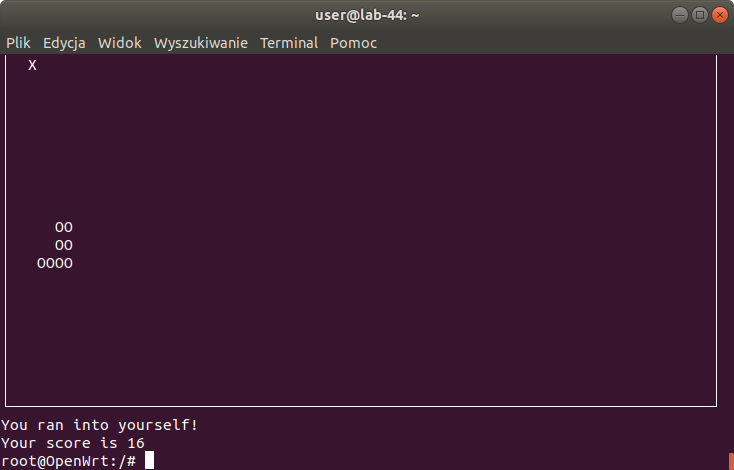 user@lab-44: ~
Plik Edycja Widok Wyszukiwanie Terminal Pomoc
X
OO
OO
OOOO
You ran into yourself!
Your score is 16
root@OpenWrt:/#